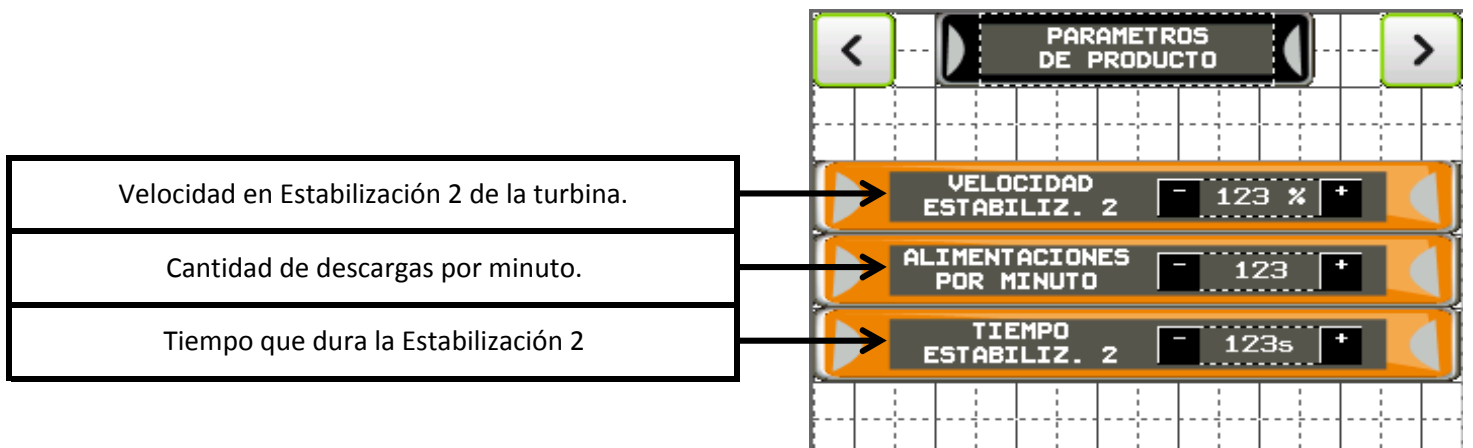 <
PARAMETROS
DE PRODUCTO
>
Velocidad en Estabilización 2 de la turbina.
VELOCIDAD
ESTABILIZ. 2
- 123 % +
Cantidad de descargas por minuto.
ALIMENTACIONES
POR MINUTO
- 123 +
Tiempo que dura la Estabilización 2
TIEMPO
ESTABILIZ. 2
- 123s +